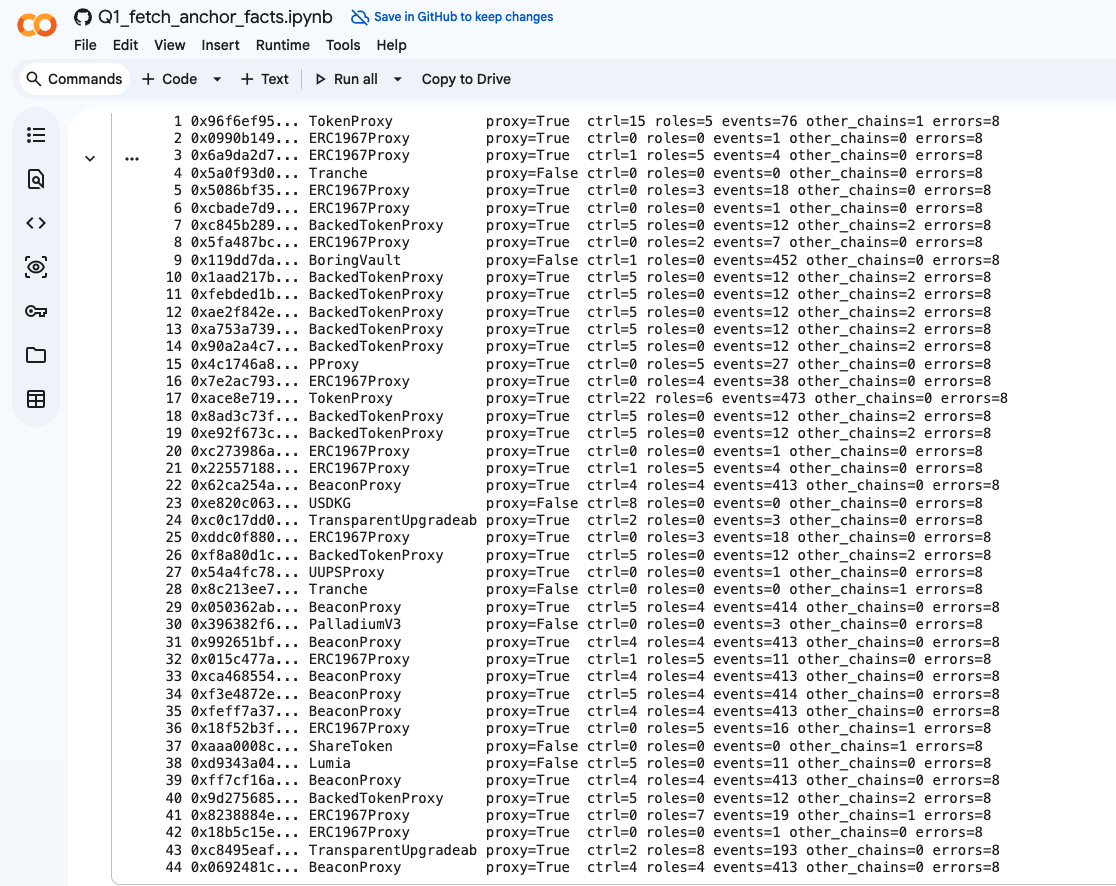 Q1_fetch_anchor_facts.ipynb Save in GitHub to keep changes
File Edit View Insert Runtime Tools Help
Commands + Code + Text Run all Copy to Drive
1 0x96f6ef95... TokenProxy proxy=True ctrl=15 roles=5 events=76 other_chains=1 errors=8
2 0x0990b149... ERC1967Proxy proxy=True ctrl=0 roles=0 events=1 other_chains=0 errors=8
3 0x6a9da2d7... ERC1967Proxy proxy=True ctrl=1 roles=5 events=4 other_chains=0 errors=8
4 0x5a0f93d0... Tranche proxy=False ctrl=0 roles=0 events=0 other_chains=0 errors=8
5 0x5086bf35... ERC1967Proxy proxy=True ctrl=0 roles=3 events=18 other_chains=0 errors=8
6 0xcbade7d9... ERC1967Proxy proxy=True ctrl=0 roles=0 events=1 other_chains=0 errors=8
7 0xc845b289... BackedTokenProxy proxy=True ctrl=5 roles=0 events=12 other_chains=2 errors=8
8 0x5fa487bc... ERC1967Proxy proxy=True ctrl=0 roles=2 events=7 other_chains=0 errors=8
9 0x119dd7da... BoringVault proxy=False ctrl=1 roles=0 events=452 other_chains=0 errors=8
10 0x1aad217b... BackedTokenProxy proxy=True ctrl=5 roles=0 events=12 other_chains=2 errors=8
11 0xfebded1b... BackedTokenProxy proxy=True ctrl=5 roles=0 events=12 other_chains=2 errors=8
12 0xae2f842e... BackedTokenProxy proxy=True ctrl=5 roles=0 events=12 other_chains=2 errors=8
13 0xa753a739... BackedTokenProxy proxy=True ctrl=5 roles=0 events=12 other_chains=2 errors=8
14 0x90a2a4c7... BackedTokenProxy proxy=True ctrl=5 roles=0 events=12 other_chains=2 errors=8
15 0x4c1746a8... PProxy proxy=True ctrl=0 roles=5 events=27 other_chains=0 errors=8
16 0x7e2ac793... ERC1967Proxy proxy=True ctrl=0 roles=4 events=38 other_chains=0 errors=8
17 0xace8e719... TokenProxy proxy=True ctrl=22 roles=6 events=473 other_chains=0 errors=8
18 0x8ad3c73f... BackedTokenProxy proxy=True ctrl=5 roles=0 events=12 other_chains=2 errors=8
19 0xe92f673c... BackedTokenProxy proxy=True ctrl=5 roles=0 events=12 other_chains=2 errors=8
20 0xc273986a... ERC1967Proxy proxy=True ctrl=0 roles=0 events=1 other_chains=0 errors=8
21 0x22557188... ERC1967Proxy proxy=True ctrl=1 roles=5 events=4 other_chains=0 errors=8
22 0x62ca254a... BeaconProxy proxy=True ctrl=4 roles=4 events=413 other_chains=0 errors=8
23 0xe820c063... USDKG proxy=False ctrl=8 roles=0 events=0 other_chains=0 errors=8
24 0xc0c17dd0... TransparentUpgradeab proxy=True ctrl=2 roles=0 events=3 other_chains=0 errors=8
25 0xddc0f880... ERC1967Proxy proxy=True ctrl=0 roles=3 events=18 other_chains=0 errors=8
26 0xf8a80d1c... BackedTokenProxy proxy=True ctrl=5 roles=0 events=12 other_chains=2 errors=8
27 0x54a4fc78... UUPSProxy proxy=True ctrl=0 roles=0 events=1 other_chains=0 errors=8
28 0x8c213ee7... Tranche proxy=False ctrl=0 roles=0 events=0 other_chains=1 errors=8
29 0x050362ab... BeaconProxy proxy=True ctrl=5 roles=4 events=414 other_chains=0 errors=8
30 0x396382f6... PalladiumV3 proxy=False ctrl=0 roles=0 events=3 other_chains=0 errors=8
31 0x992651bf... BeaconProxy proxy=True ctrl=4 roles=4 events=413 other_chains=0 errors=8
32 0x015c477a... ERC1967Proxy proxy=True ctrl=1 roles=5 events=11 other_chains=0 errors=8
33 0xca468554... BeaconProxy proxy=True ctrl=4 roles=4 events=413 other_chains=0 errors=8
34 0xf3e4872e... BeaconProxy proxy=True ctrl=5 roles=4 events=414 other_chains=0 errors=8
35 0xfeff7a37... BeaconProxy proxy=True ctrl=4 roles=4 events=413 other_chains=0 errors=8
36 0x18f52b3f... ERC1967Proxy proxy=True ctrl=0 roles=5 events=16 other_chains=1 errors=8
37 0xaaa0008c... ShareToken proxy=False ctrl=0 roles=0 events=0 other_chains=1 errors=8
38 0xd9343a04... Lumia proxy=False ctrl=5 roles=0 events=11 other_chains=0 errors=8
39 0xff7cf16a... BeaconProxy proxy=True ctrl=4 roles=4 events=413 other_chains=0 errors=8
40 0x9d275685... BackedTokenProxy proxy=True ctrl=5 roles=0 events=12 other_chains=2 errors=8
41 0x8238884e... ERC1967Proxy proxy=True ctrl=0 roles=7 events=19 other_chains=1 errors=8
42 0x18b5c15e... ERC1967Proxy proxy=True ctrl=0 roles=0 events=1 other_chains=0 errors=8
43 0xc8495eaf... TransparentUpgradeab proxy=True ctrl=2 roles=8 events=193 other_chains=0 errors=8
44 0x0692481c... BeaconProxy proxy=True ctrl=4 roles=4 events=413 other_chains=0 errors=8